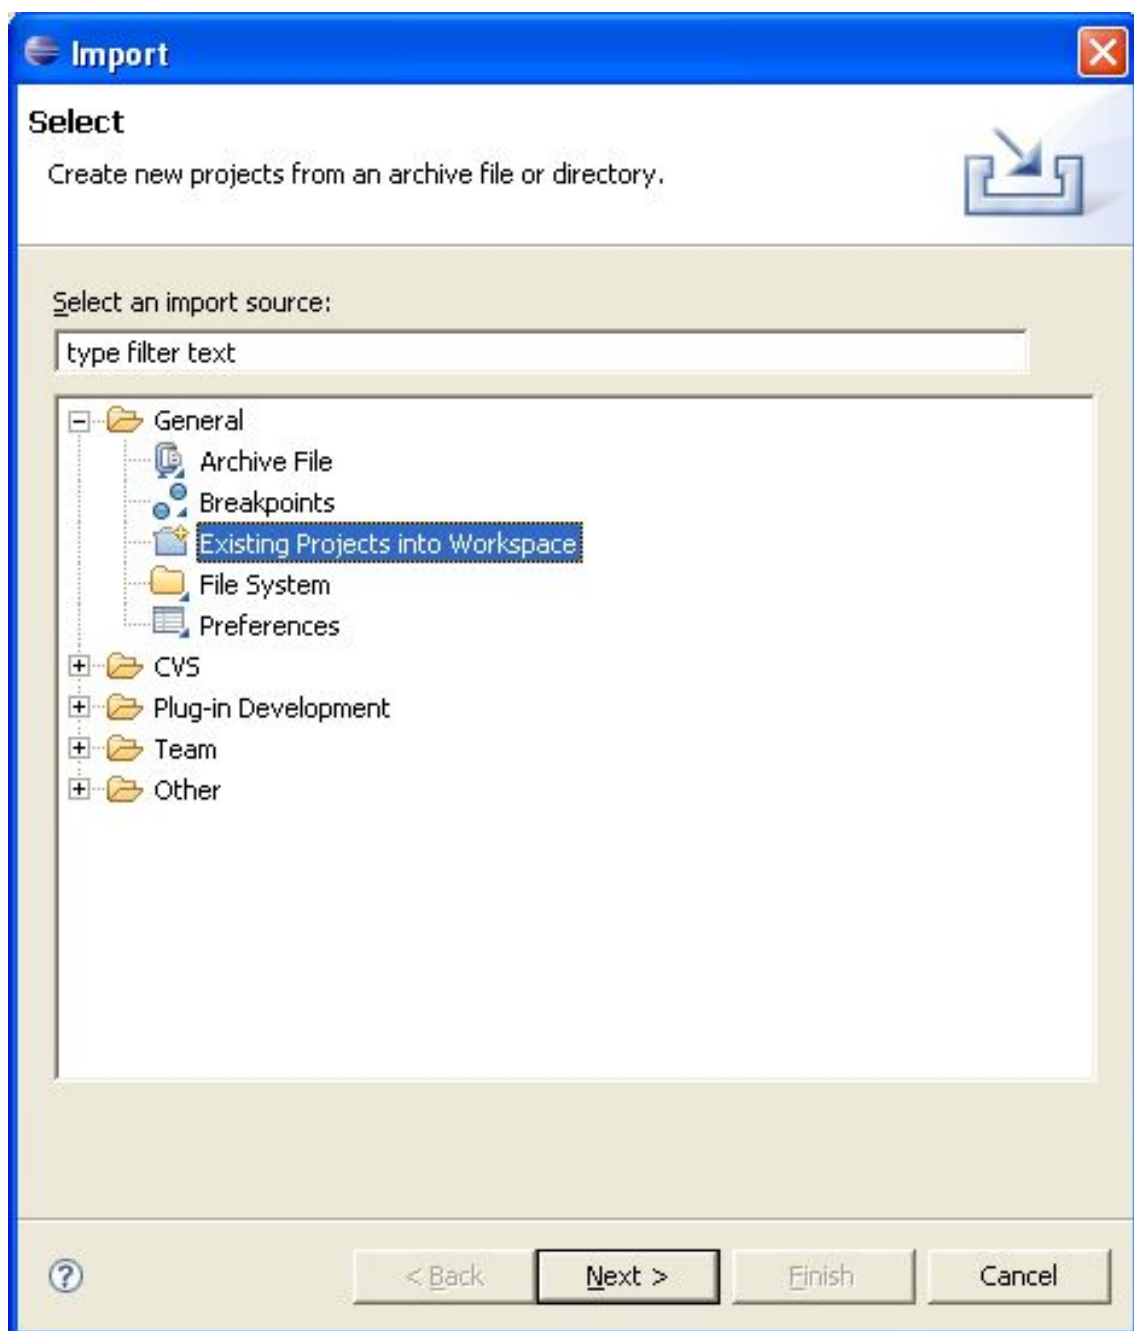 Import
Select
Create new projects from an archive file or directory.
Select an import source:
type filter text
General
Archive File
Breakpoints
Existing Projects into Workspace
File System
Preferences
CVS
Plug-in Development
Team
Other
? < Back Next > Finish Cancel